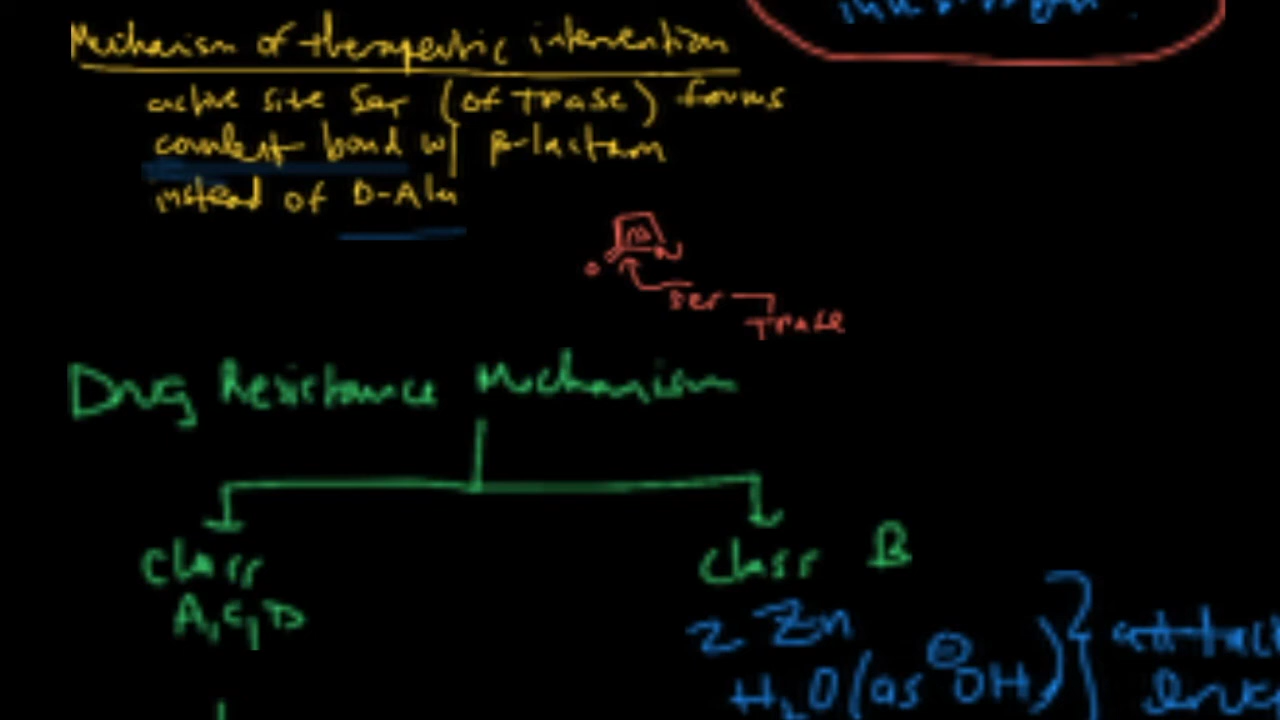 Mechanism of therapeutic intervention
active site Ser (of TPase) forms
covalent bond w/ β-lactam
instead of D-Ala
N
O
Ser
TPase
Drug Resistance Mechanism
Class
A, C, D
Class B
2 Zn
H2O (as ⊖OH)